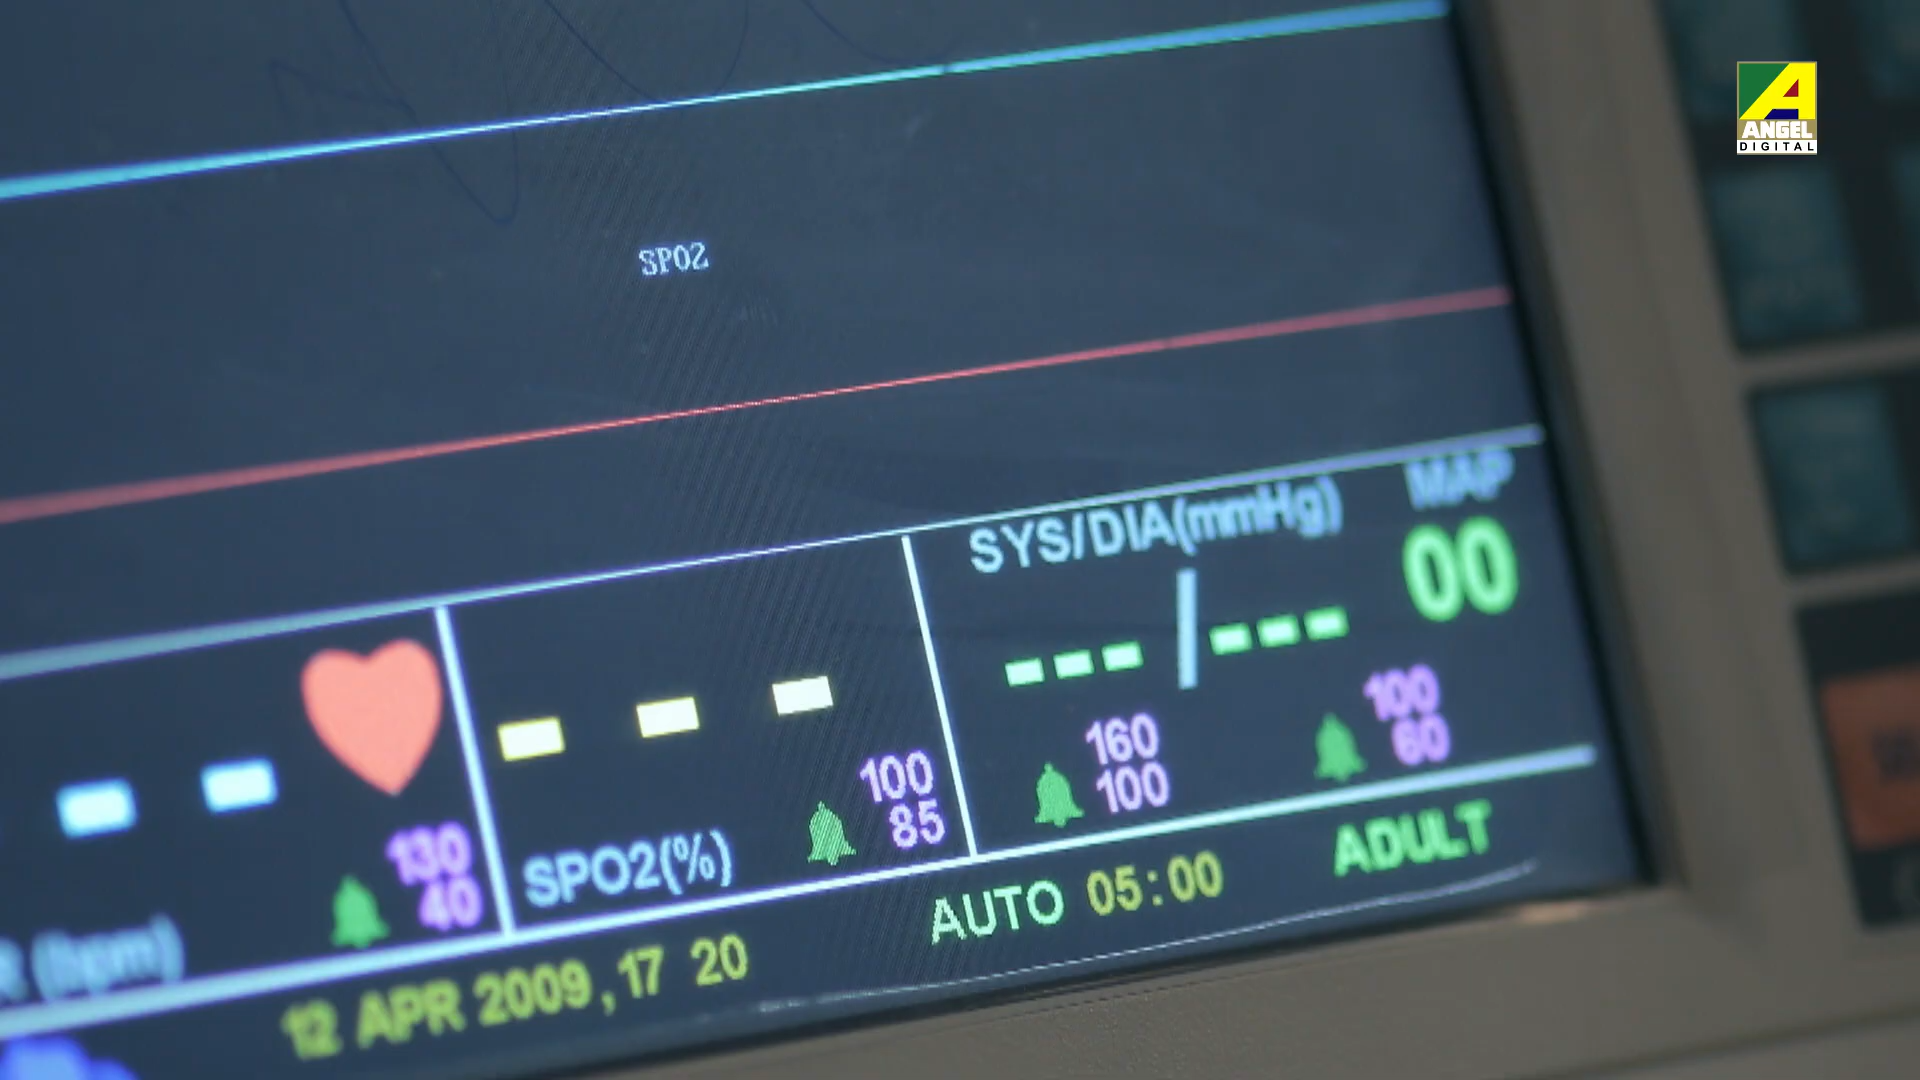 ANGEL
DIGITAL
SPO2
SYS/DIA(mmHg) MAP
--- / --- 00
- - - - -
160 100
100 60
100
85
130
40
SPO2(%)
R (bpm)
AUTO 05:00 ADULT
12 APR 2009, 17 20